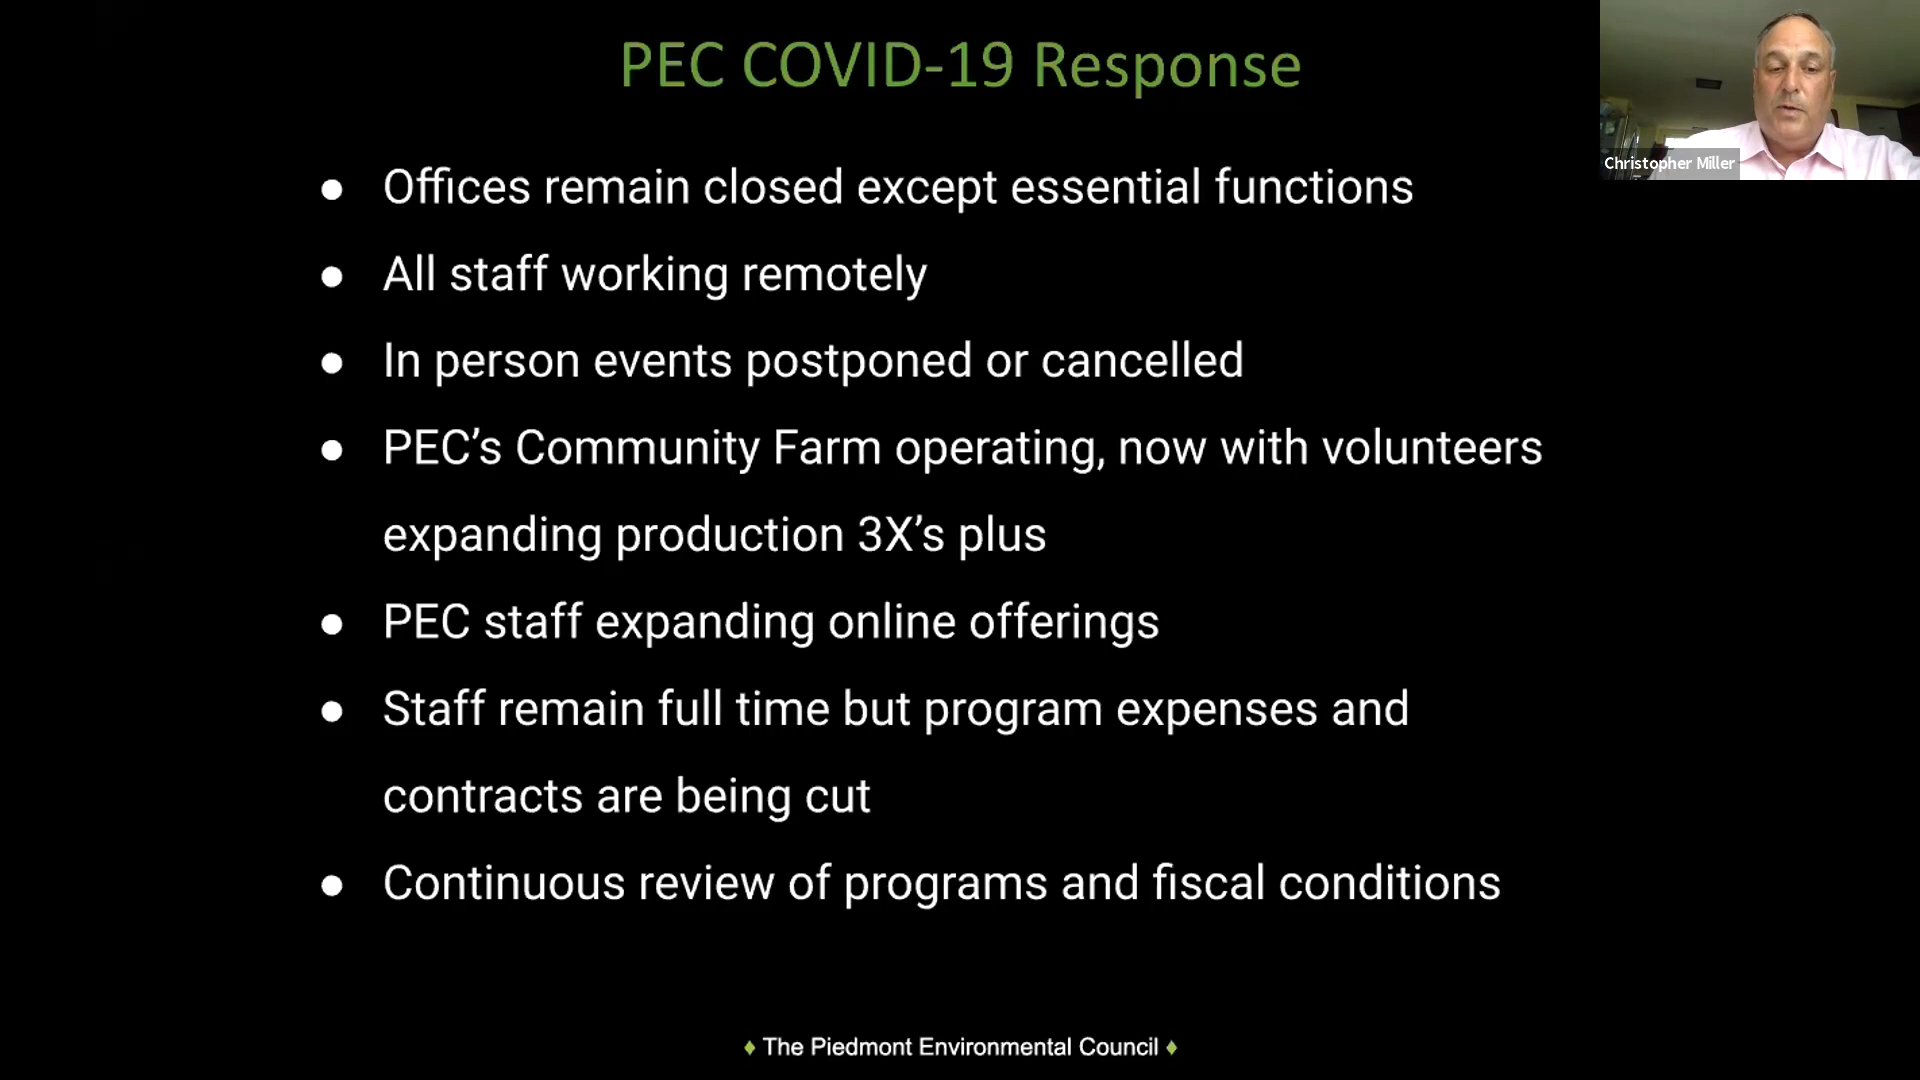 PEC COVID-19 Response
Christopher Miller
● Offices remain closed except essential functions
● All staff working remotely
● In person events postponed or cancelled
● PEC’s Community Farm operating, now with volunteers
expanding production 3X’s plus
● PEC staff expanding online offerings
● Staff remain full time but program expenses and
contracts are being cut
● Continuous review of programs and fiscal conditions
♦ The Piedmont Environmental Council ♦